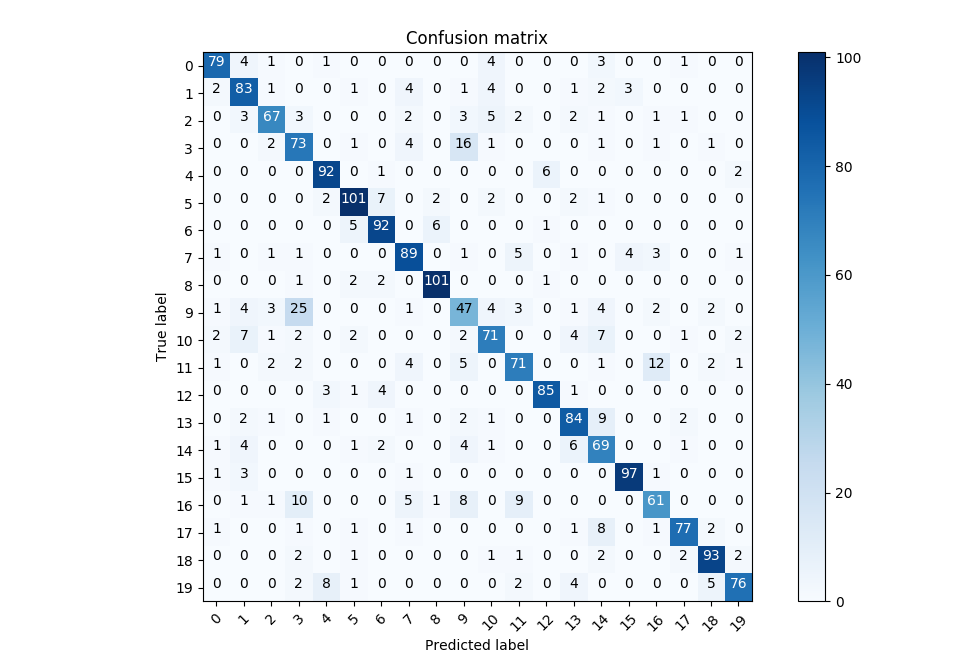 Confusion matrix
0 79 4 1 0 1 0 0 0 0 0 4 0 0 0 3 0 0 1 0 0
1 2 83 1 0 0 1 0 4 0 1 4 0 0 1 2 3 0 0 0 0
2 0 3 67 3 0 0 0 2 0 3 5 2 0 2 1 0 1 1 0 0
3 0 0 2 73 0 1 0 4 0 16 1 0 0 0 1 0 1 0 1 0
4 0 0 0 0 92 0 1 0 0 0 0 0 6 0 0 0 0 0 0 2
5 0 0 0 0 2 101 7 0 2 0 2 0 0 2 1 0 0 0 0 0
6 0 0 0 0 0 5 92 0 6 0 0 0 1 0 0 0 0 0 0 0
7 1 0 1 1 0 0 0 89 0 1 0 5 0 1 0 4 3 0 0 1
8 0 0 0 1 0 2 2 0 101 0 0 0 1 0 0 0 0 0 0 0
9 1 4 3 25 0 0 0 1 0 47 4 3 0 1 4 0 2 0 2 0
10 2 7 1 2 0 2 0 0 0 2 71 0 0 4 7 0 0 1 0 2
11 1 0 2 2 0 0 0 4 0 5 0 71 0 0 1 0 12 0 2 1
12 0 0 0 0 3 1 4 0 0 0 0 0 85 1 0 0 0 0 0 0
13 0 2 1 0 1 0 0 1 0 2 1 0 0 84 9 0 0 2 0 0
14 1 4 0 0 0 1 2 0 0 4 1 0 0 6 69 0 0 1 0 0
15 1 3 0 0 0 0 0 1 0 0 0 0 0 0 0 97 1 0 0 0
16 0 1 1 10 0 0 0 5 1 8 0 9 0 0 0 0 61 0 0 0
17 1 0 0 1 0 1 0 1 0 0 0 0 0 1 8 0 1 77 2 0
18 0 0 0 2 0 1 0 0 0 0 1 1 0 0 2 0 0 2 93 2
19 0 0 0 2 8 1 0 0 0 0 0 2 0 4 0 0 0 0 5 76
0 1 2 3 4 5 6 7 8 9 10 11 12 13 14 15 16 17 18 19
True label
Predicted label
100
80
60
40
20
0